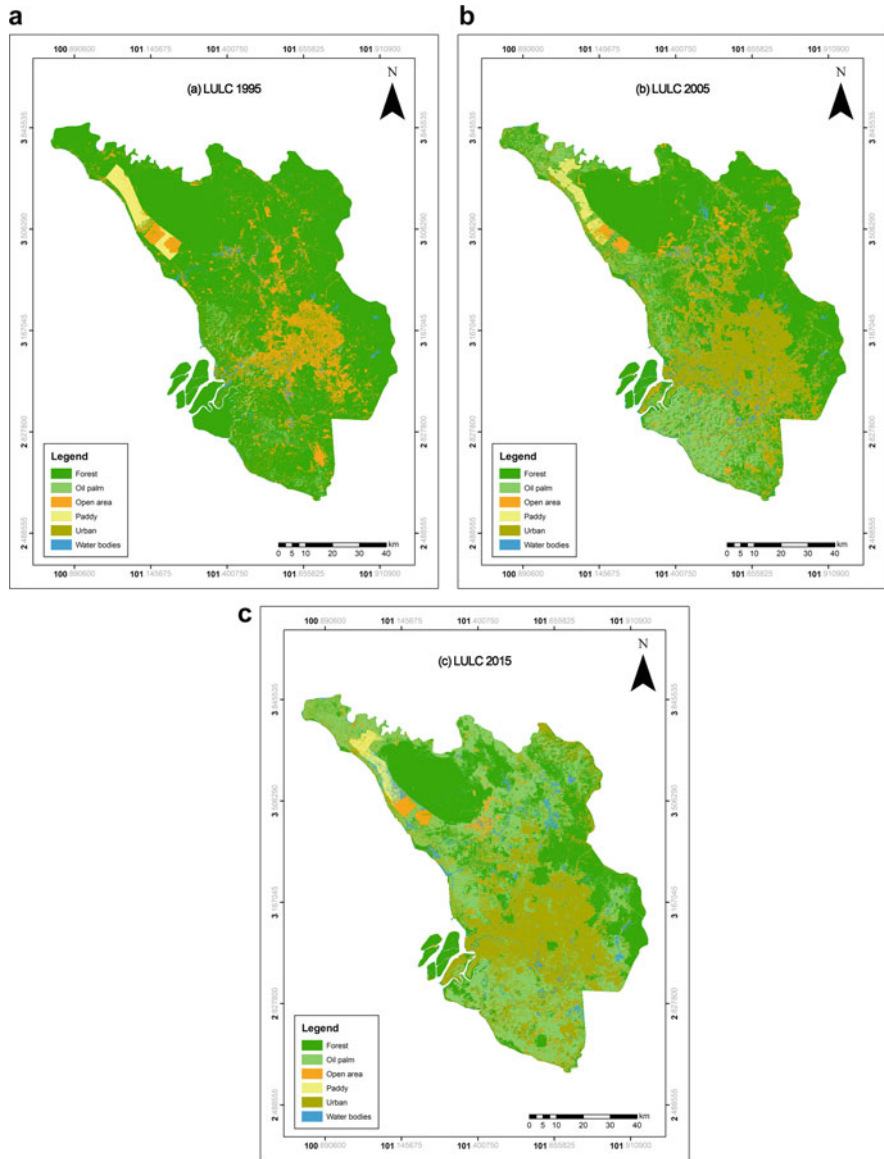 a
100.890600 101.145675 101.400750 101.655825 101.910900
(a) LULC 1995
N
3.845535
3.506290
3.167045
2.827800
2.488555
Legend
Forest
Oil palm
Open area
Paddy
Urban
Water bodies
km
0 5 10 20 30 40
100.890600 101.145675 101.400750 101.655825 101.910900
b
100.890600 101.145675 101.400750 101.655825 101.910900
(b) LULC 2005
N
3.845535
3.506290
3.167045
2.827800
2.488555
Legend
Forest
Oil palm
Open area
Paddy
Urban
Water bodies
km
0 5 10 20 30 40
100.890600 101.145675 101.400750 101.655825 101.910900
c
100.890600 101.145675 101.400750 101.655825 101.910900
(c) LULC 2015
N
3.845535
3.506290
3.167045
2.827800
2.488555
Legend
Forest
Oil palm
Open area
Paddy
Urban
Water bodies
km
0 5 10 20 30 40
100.890600 101.145675 101.400750 101.655825 101.910900